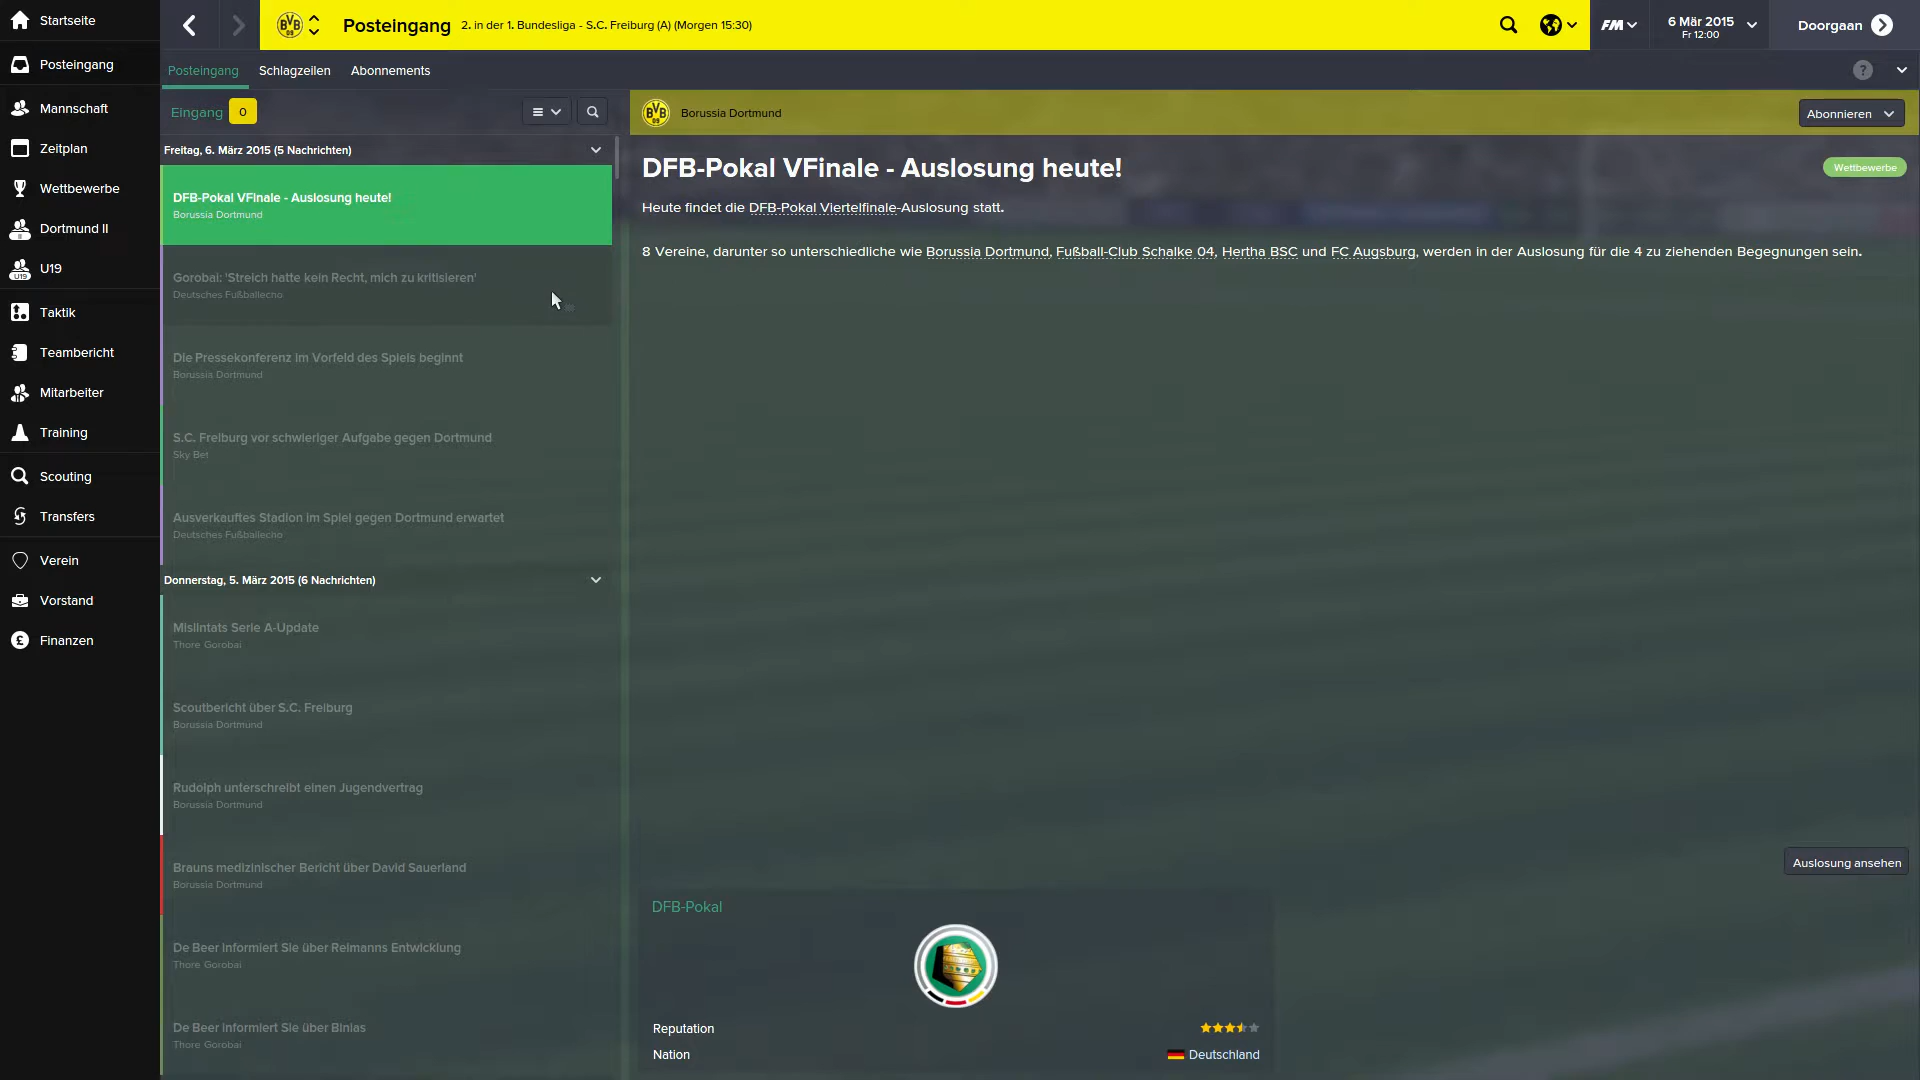 Startseite
Posteingang
Mannschaft
Zeitplan
Wettbewerbe
Dortmund II
U19
Taktik
Teambericht
Mitarbeiter
Training
Scouting
Transfers
Verein
Vorstand
Finanzen
Posteingang 2. in der 1. Bundesliga - S.C. Freiburg (A) (Morgen 15:30)
FM
6 Mär 2015
Fr 12:00
Doorgaan
Posteingang Schlagzeilen Abonnements
?
Eingang 0
Freitag, 6. März 2015 (5 Nachrichten)
DFB-Pokal VFinale - Auslosung heute!
Borussia Dortmund
Gorobai: 'Streich hatte kein Recht, mich zu kritisieren'
Deutsches Fußballecho
Die Pressekonferenz im Vorfeld des Spiels beginnt
Borussia Dortmund
S.C. Freiburg vor schwieriger Aufgabe gegen Dortmund
Sky Bet
Ausverkauftes Stadion im Spiel gegen Dortmund erwartet
Deutsches Fußballecho
Donnerstag, 5. März 2015 (6 Nachrichten)
Mislintats Serie A-Update
Thore Gorobai
Scoutbericht über S.C. Freiburg
Borussia Dortmund
Rudolph unterschreibt einen Jugendvertrag
Borussia Dortmund
Brauns medizinischer Bericht über David Sauerland
Borussia Dortmund
De Beer informiert Sie über Reimanns Entwicklung
Thore Gorobai
De Beer informiert Sie über Binias
Thore Gorobai
BVB 09 Borussia Dortmund
Abonnieren
DFB-Pokal VFinale - Auslosung heute!
Wettbewerbe
Heute findet die DFB-Pokal Viertelfinale-Auslosung statt.
8 Vereine, darunter so unterschiedliche wie Borussia Dortmund, Fußball-Club Schalke 04, Hertha BSC und FC Augsburg, werden in der Auslosung für die 4 zu ziehenden Begegnungen sein.
Auslosung ansehen
DFB-Pokal
Reputation
Nation Deutschland